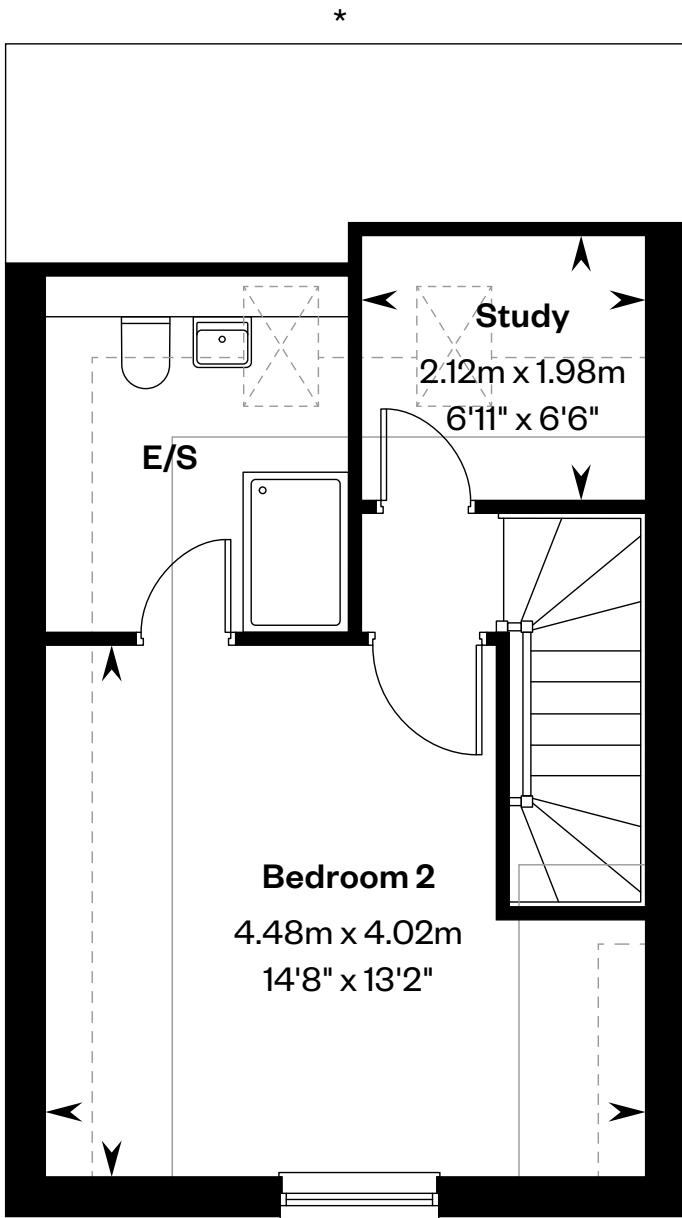 *
Study
2.12m x 1.98m
6'11" x 6'6"
E/S
Bedroom 2
4.48m x 4.02m
14'8" x 13'2"